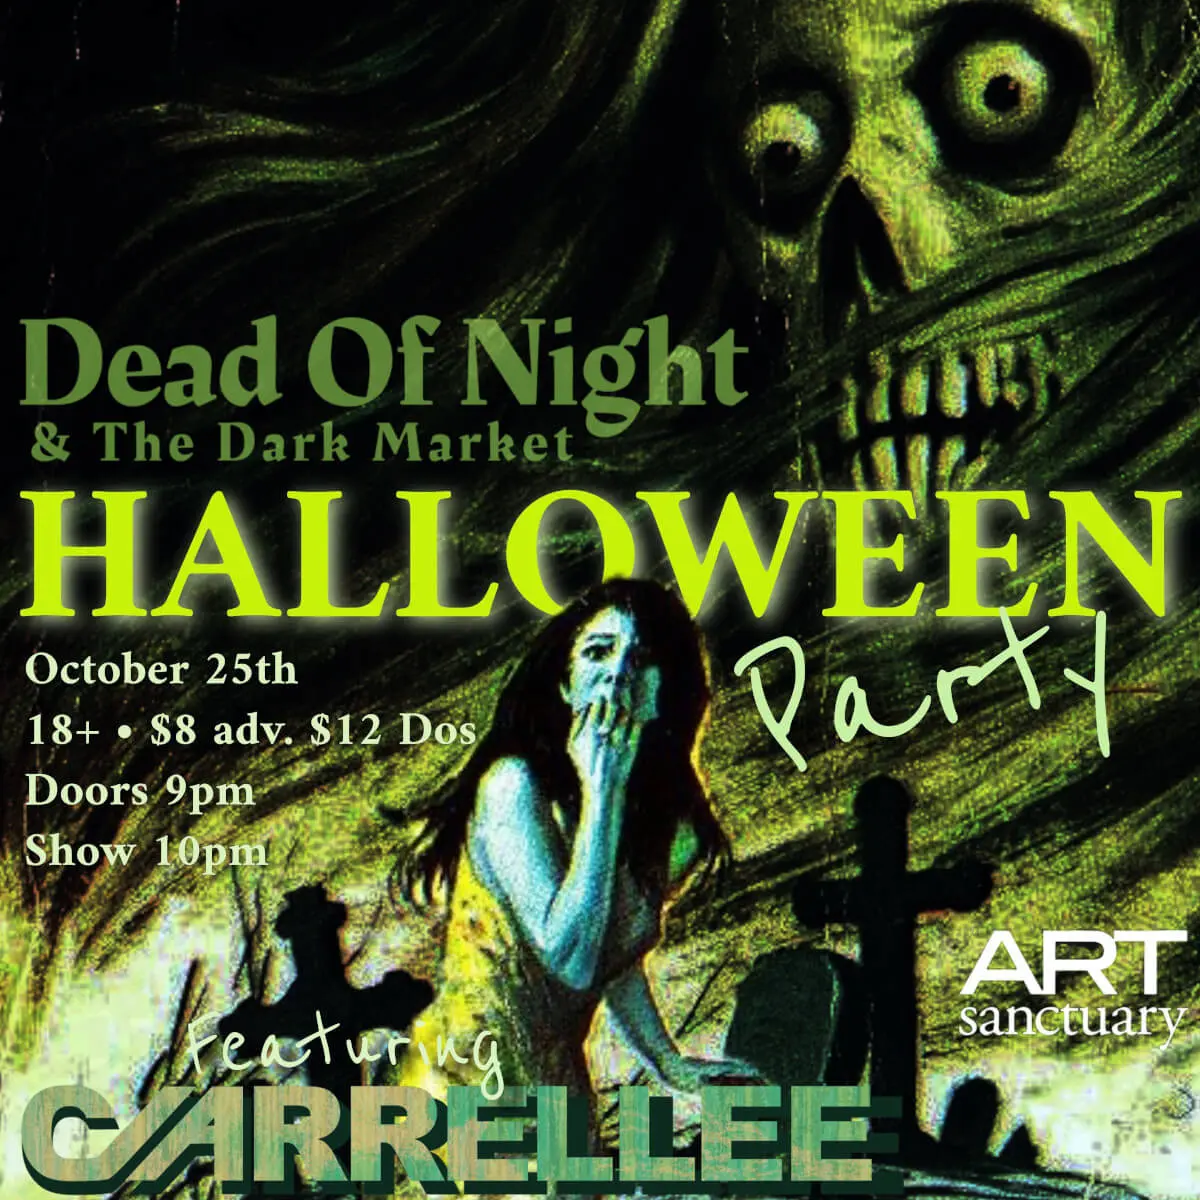 Dead Of Night
& The Dark Market
HALLOWEEN
Party
October 25th
18+ • $8 adv. $12 Dos
Doors 9pm
Show 10pm
ART
sanctuary
Featuring
CARRELLEE